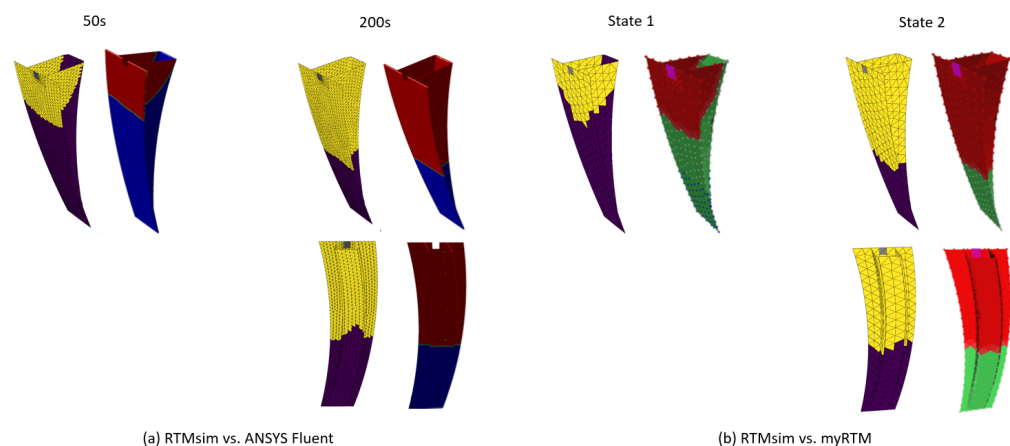 50s
200s
State 1
State 2
(a) RTMsim vs. ANSYS Fluent
(b) RTMsim vs. myRTM